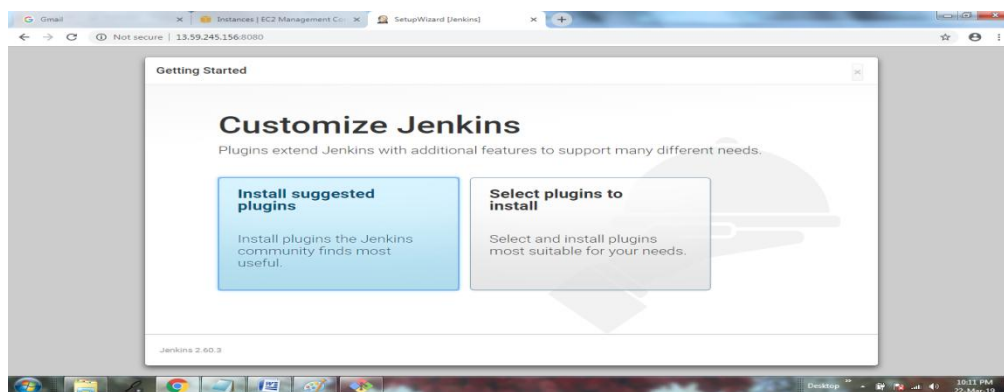 Gmail
Instances | EC2 Management Co
SetupWizard [Jenkins]
Not secure | 13.59.245.156:8080
Getting Started
Customize Jenkins
Plugins extend Jenkins with additional features to support many different needs.
Install suggested
plugins
Install plugins the Jenkins
community finds most
useful.
Select plugins to
install
Select and install plugins
most suitable for your needs.
Jenkins 2.60.3
Desktop
10:11 PM
22-Mar-19